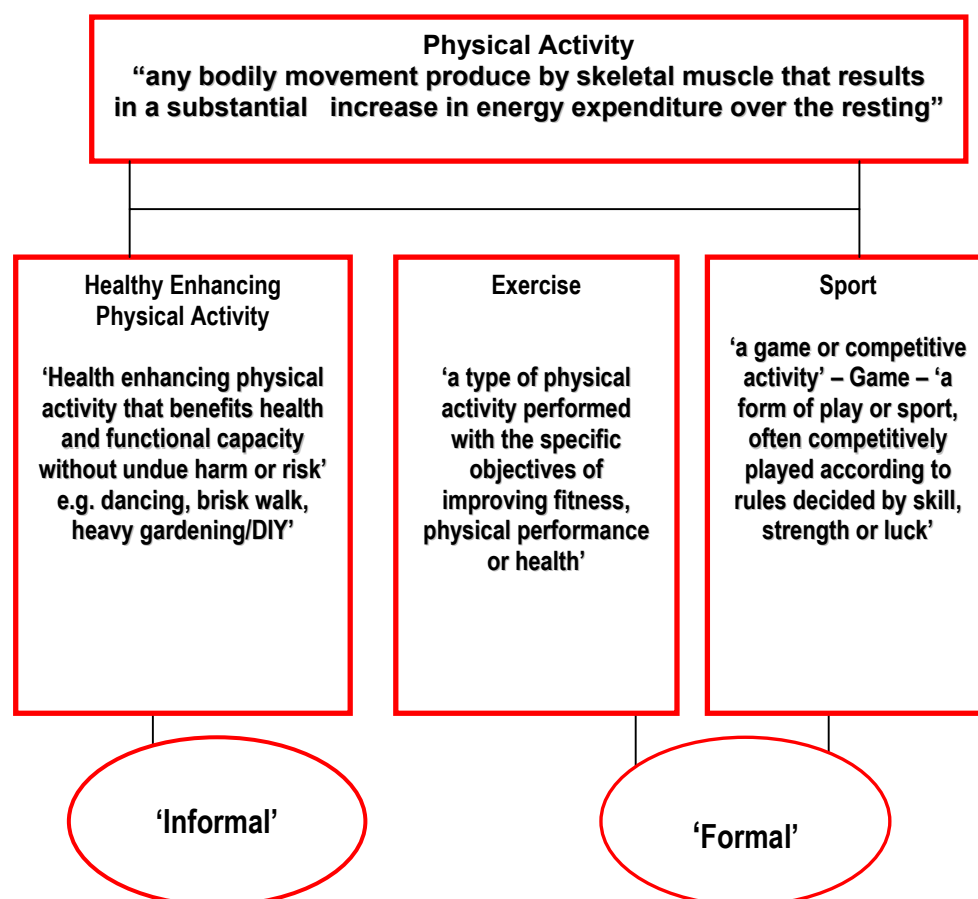 Physical Activity
“any bodily movement produce by skeletal muscle that results
in a substantial increase in energy expenditure over the resting”
Healthy Enhancing
Physical Activity
‘Health enhancing physical
activity that benefits health
and functional capacity
without undue harm or risk’
e.g. dancing, brisk walk,
heavy gardening/DIY’
Exercise
‘a type of physical
activity performed
with the specific
objectives of
improving fitness,
physical performance
or health’
Sport
‘a game or competitive
activity’ – Game – ‘a
form of play or sport,
often competitively
played according to
rules decided by skill,
strength or luck’
‘Informal’
‘Formal’